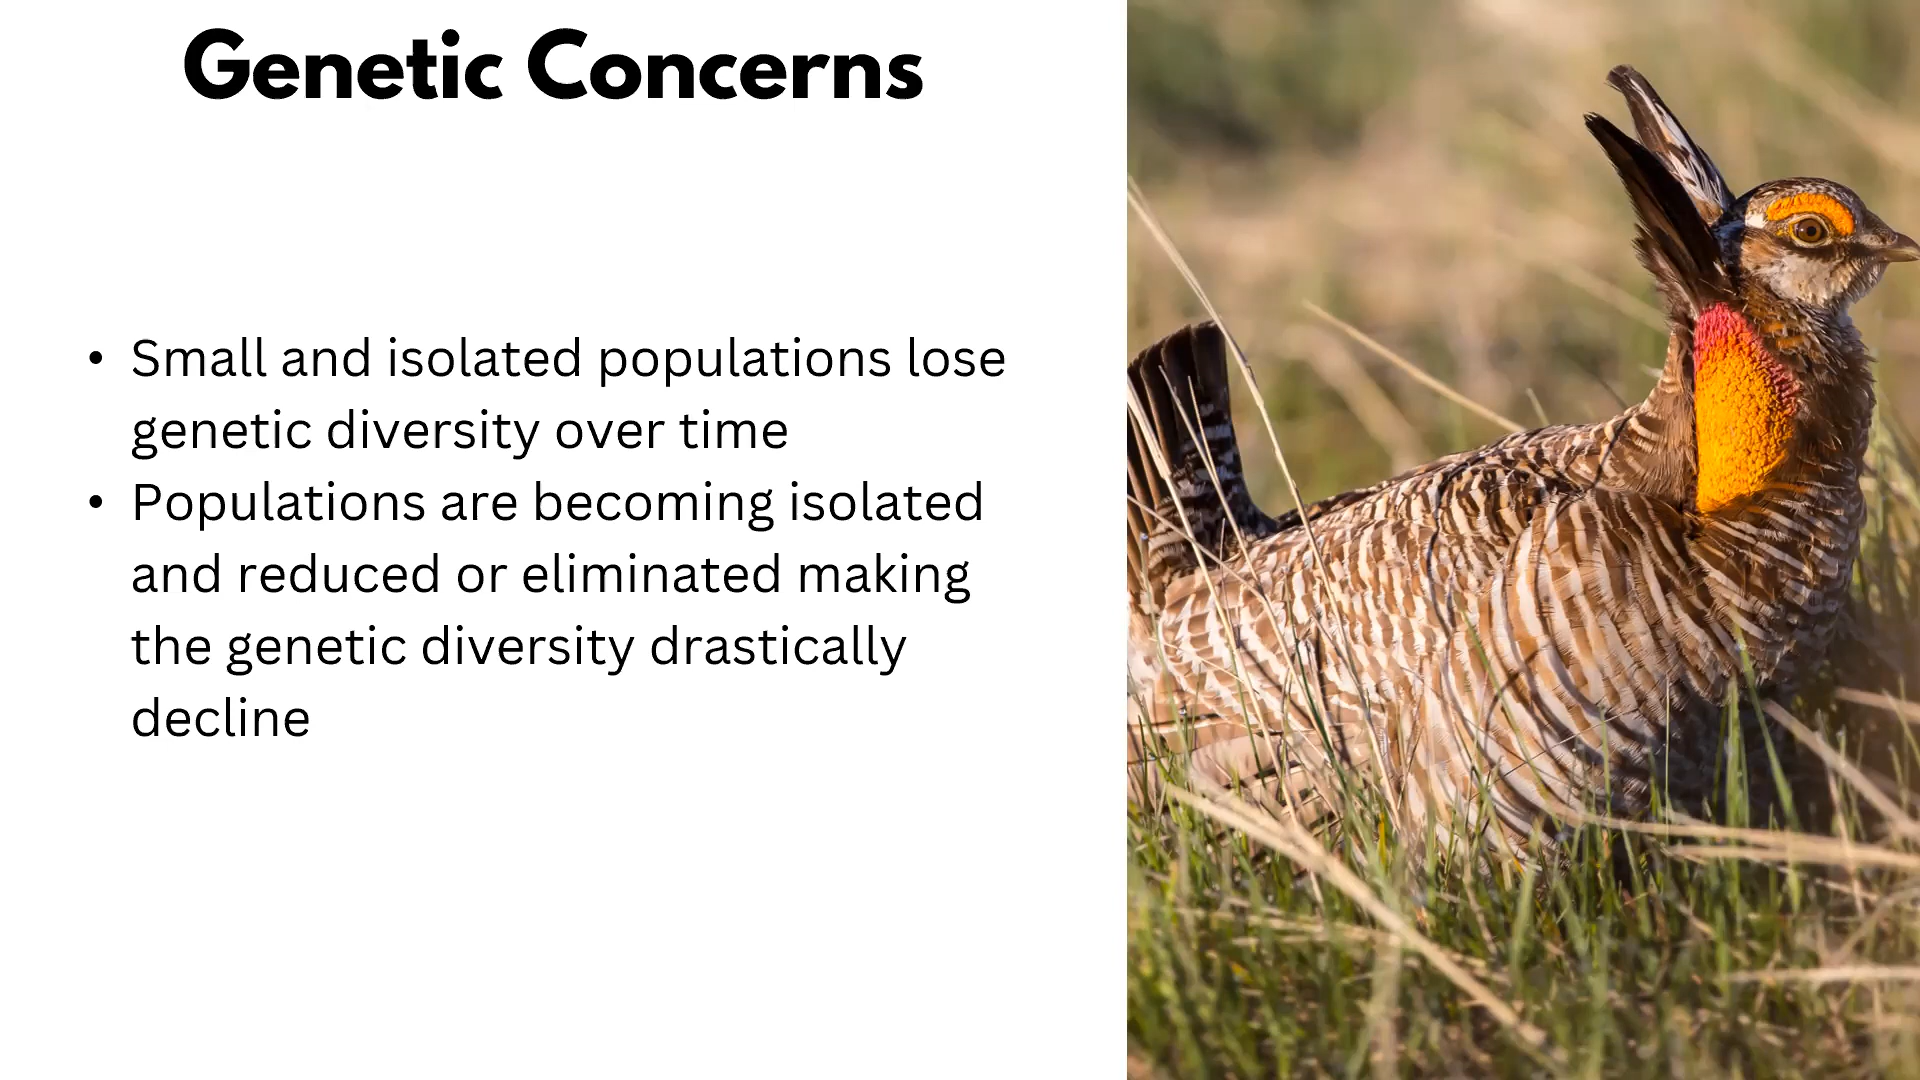 Genetic Concerns
• Small and isolated populations lose
genetic diversity over time
• Populations are becoming isolated
and reduced or eliminated making
the genetic diversity drastically
decline